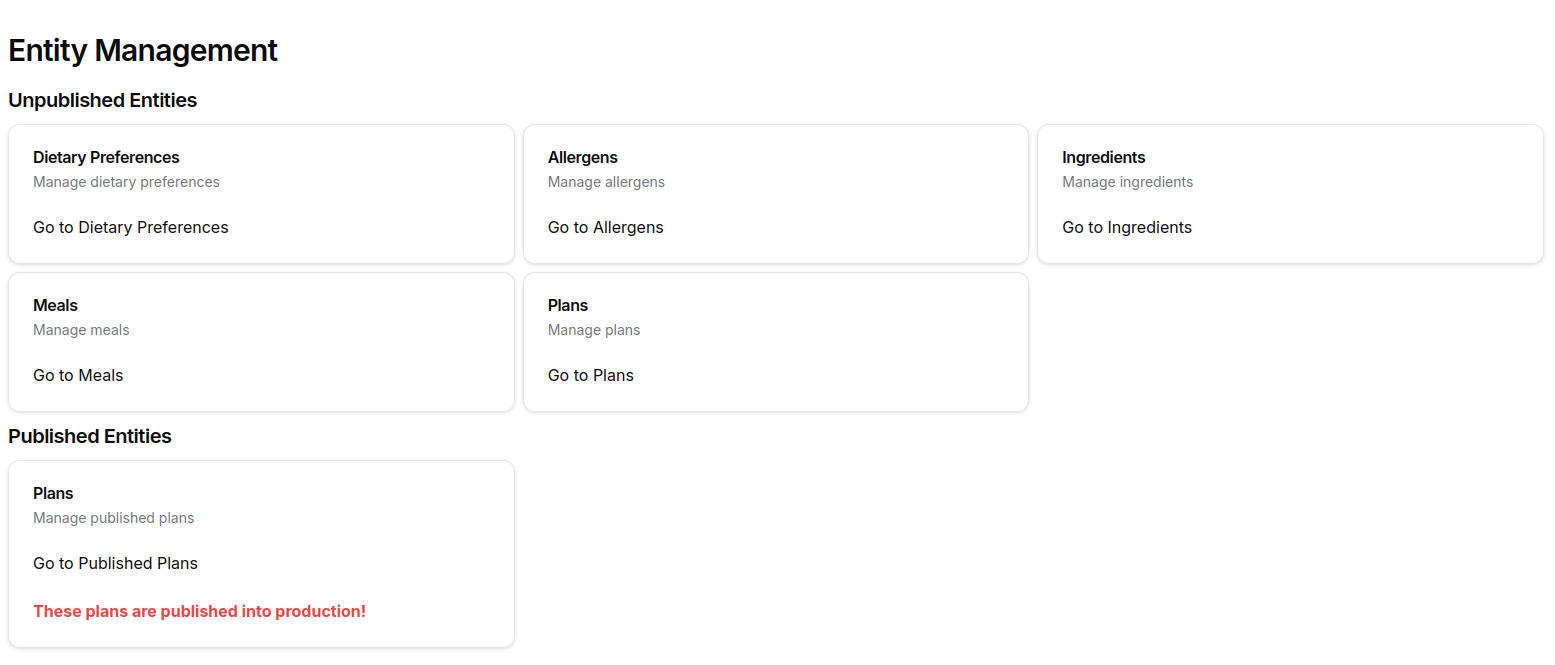 Entity Management
Unpublished Entities
Dietary Preferences
Manage dietary preferences
Go to Dietary Preferences
Allergens
Manage allergens
Go to Allergens
Ingredients
Manage ingredients
Go to Ingredients
Meals
Manage meals
Go to Meals
Plans
Manage plans
Go to Plans
Published Entities
Plans
Manage published plans
Go to Published Plans
These plans are published into production!